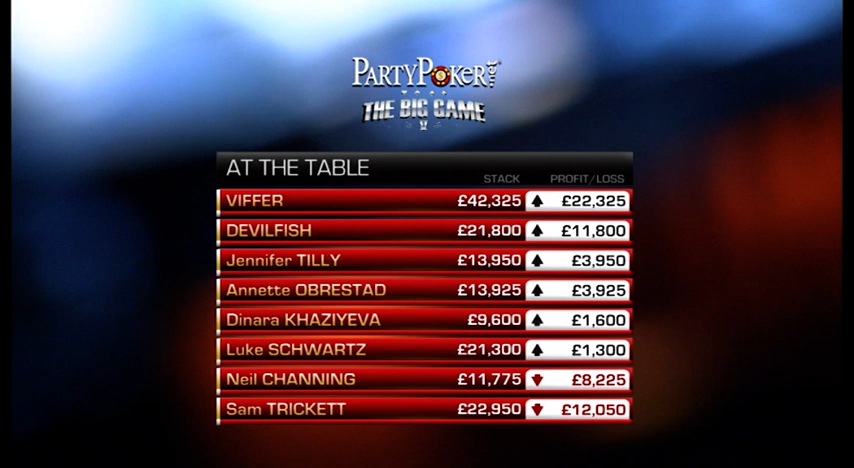 PARTYPOKER.net
THE BIG GAME
AT THE TABLE STACK PROFIT/LOSS
VIFFER £42,325 £22,325
DEVILFISH £21,800 £11,800
Jennifer TILLY £13,950 £3,950
Annette OBRESTAD £13,925 £3,925
Dinara KHAZIYEVA £9,600 £1,600
Luke SCHWARTZ £21,300 £1,300
Neil CHANNING £11,775 £8,225
Sam TRICKETT £22,950 £12,050